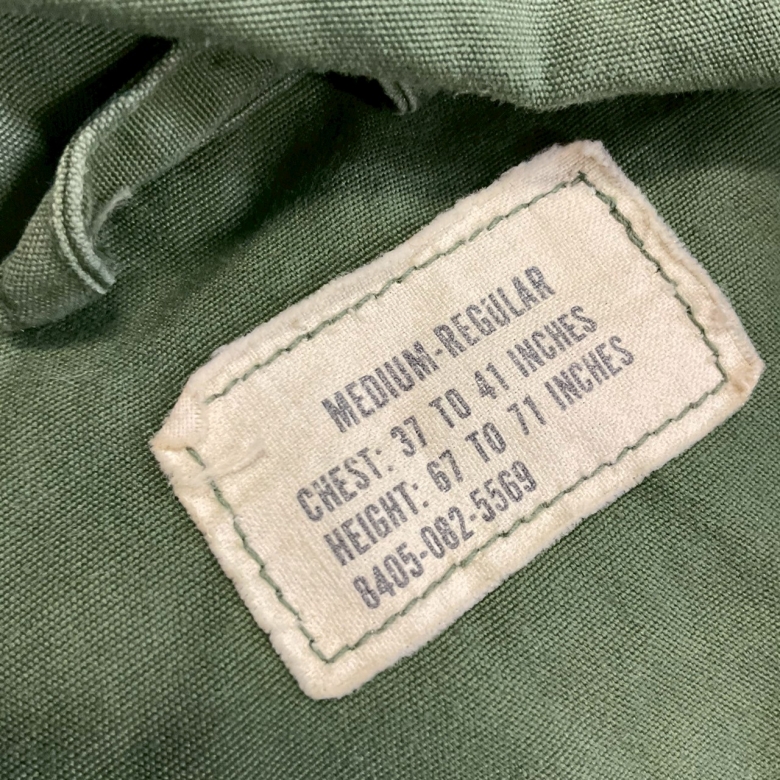 MEDIUM-REGULAR
CHEST: 37 TO 41 INCHES
HEIGHT: 67 TO 71 INCHES
8405-082-5569